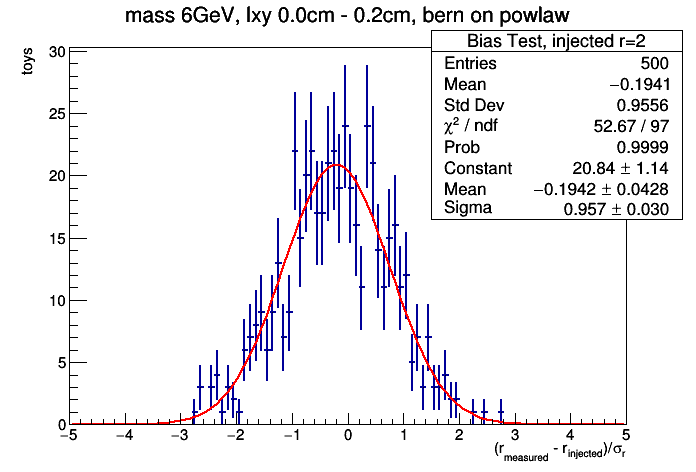 mass 6GeV, lxy 0.0cm - 0.2cm, bern on powlaw
toys
Bias Test, injected r=2
Entries 500
Mean −0.1941
Std Dev 0.9556
χ² / ndf 52.67 / 97
Prob 0.9999
Constant 20.84 ± 1.14
Mean −0.1942 ± 0.0428
Sigma 0.957 ± 0.030
30
25
20
15
10
5
0
−5 −4 −3 −2 −1 0 1 2 3 4 5
(r_measured - r_injected)/σ_r